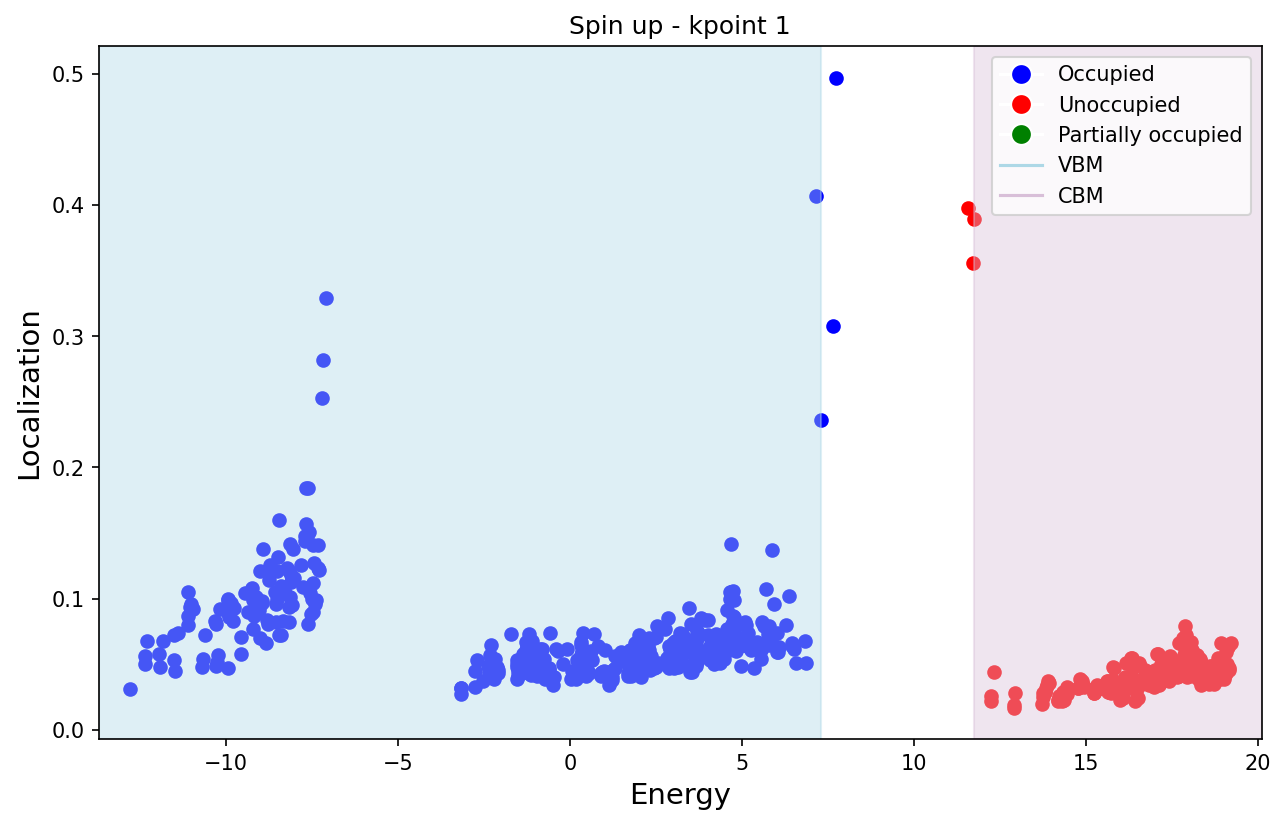 Spin up - kpoint 1
Localization
0.5
0.4
0.3
0.2
0.1
0.0
Occupied
Unoccupied
Partially occupied
VBM
CBM
−10
−5
0
5
10
15
20
Energy